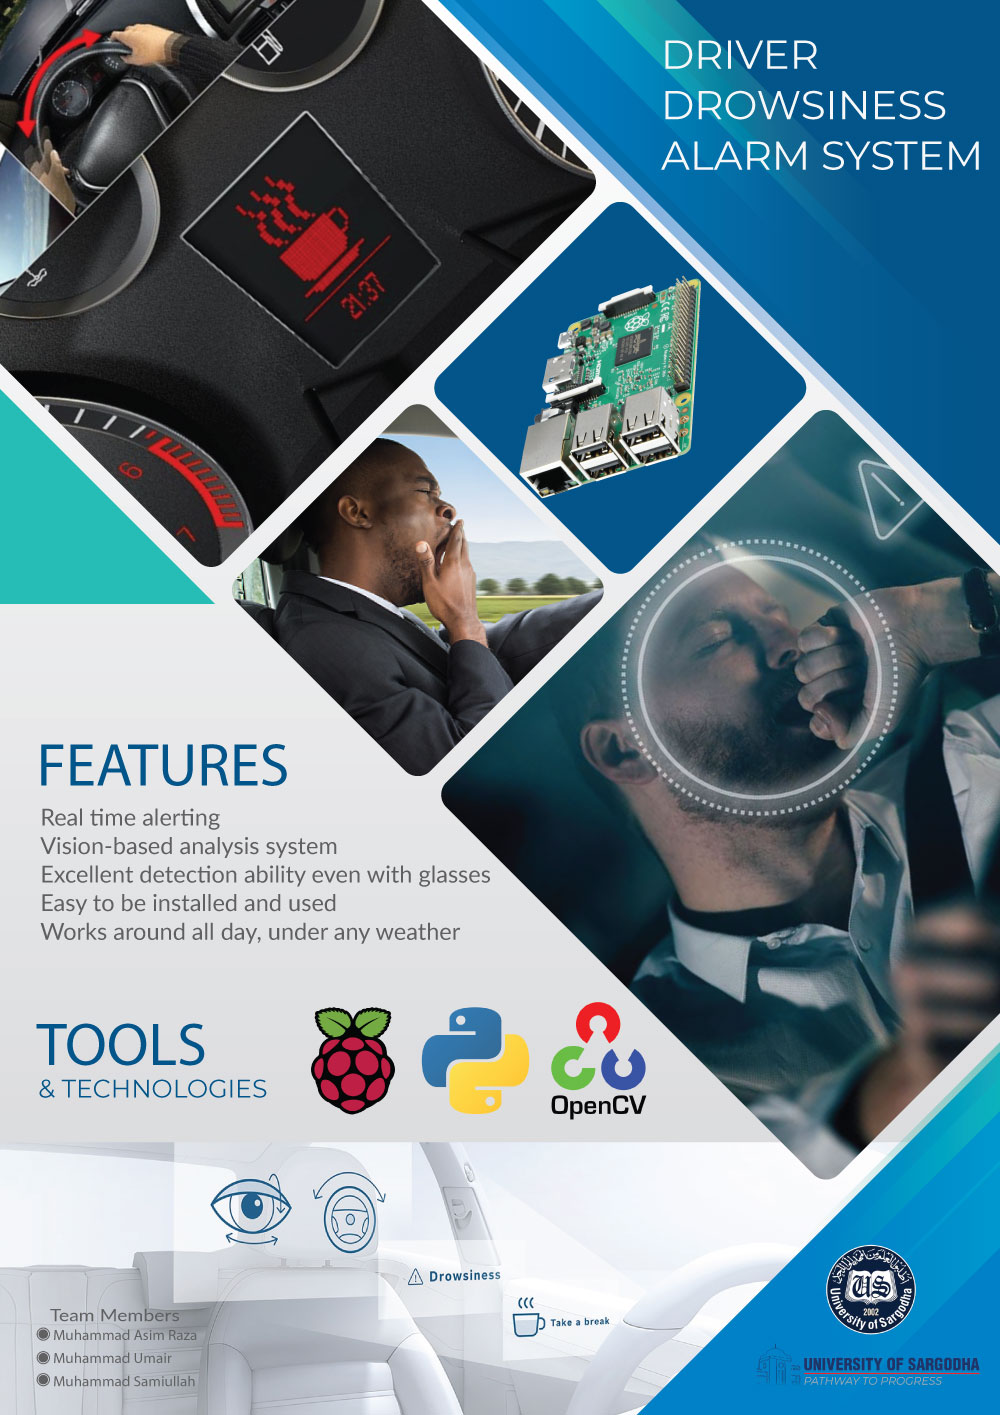 DRIVER
DROWSINESS
ALARM SYSTEM
21:37
6
7
FEATURES
Real time alerting
Vision-based analysis system
Excellent detection ability even with glasses
Easy to be installed and used
Works around all day, under any weather
TOOLS
& TECHNOLOGIES
OpenCV
Drowsiness
Take a break
Team Members
Muhammad Asim Raza
Muhammad Umair
Muhammad Samiullah
US
2002
University of Sargodha
UNIVERSITY OF SARGODHA
PATHWAY TO PROGRESS